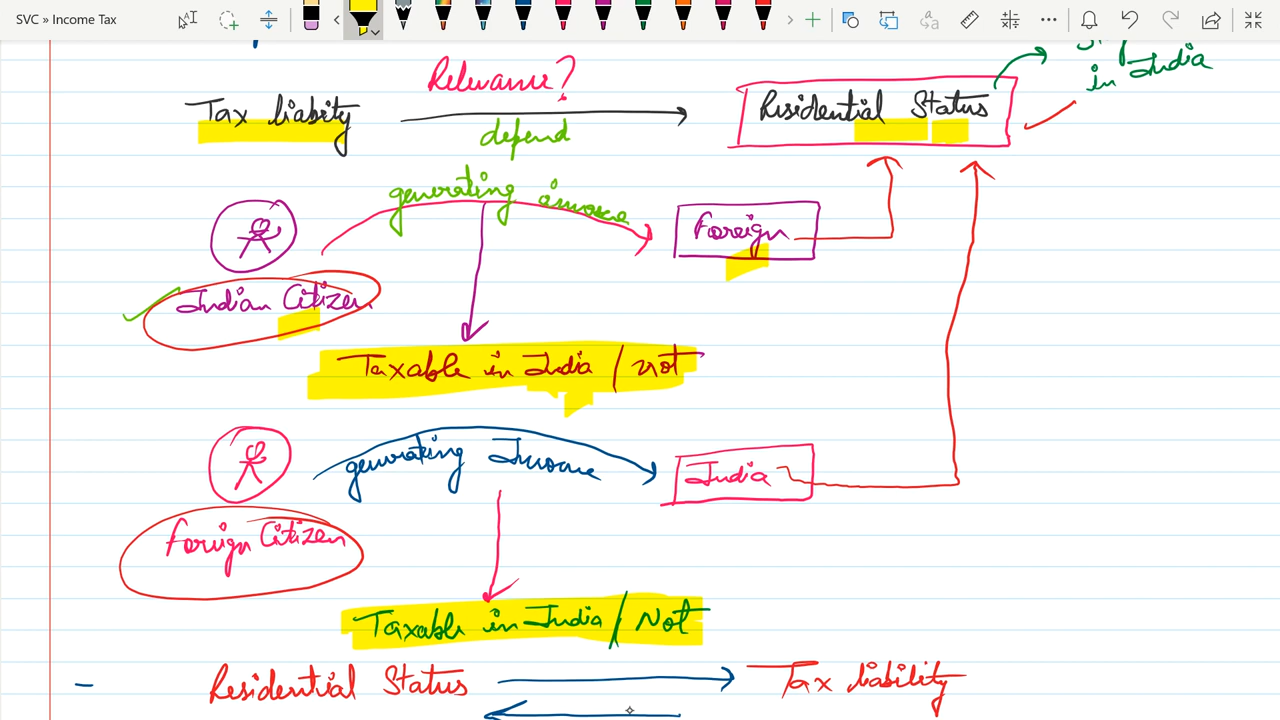 SVC » Income Tax
Relevance?
in India
Tax liabity
Residential Status
depend
generating income
Foreign
Indian Citizen
Taxable in India / not
generating Income
India
Foreign Citizen
Taxable in India / Not
- Residential Status
Tax liability